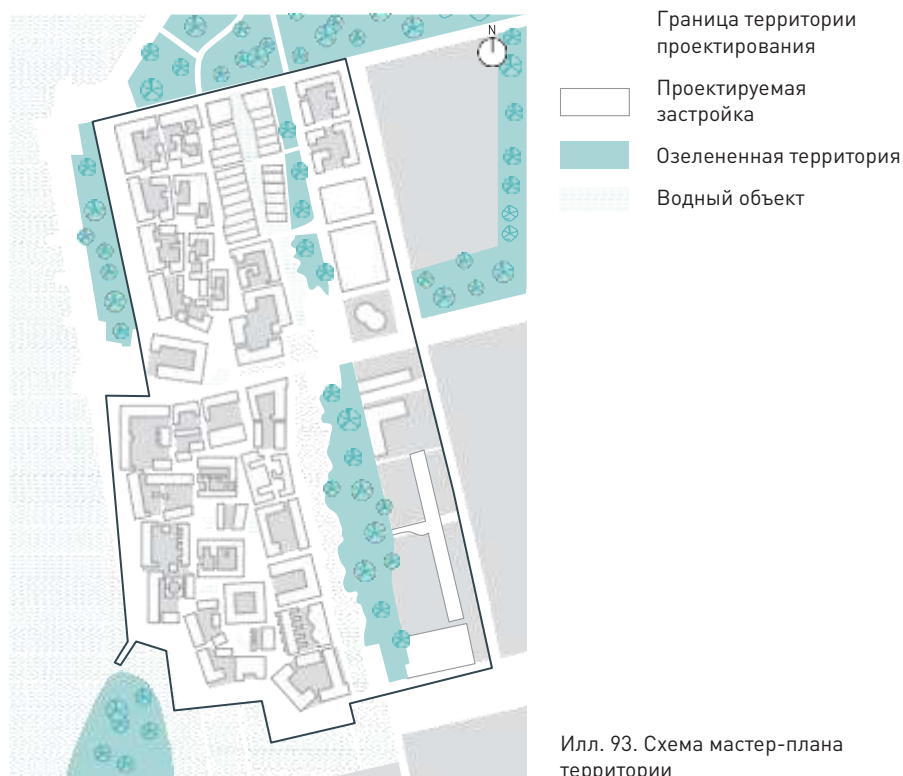 N
Граница территории
проектирования
Проектируемая
застройка
Озелененная территория
Водный объект
Илл. 93. Схема мастер-плана
территории